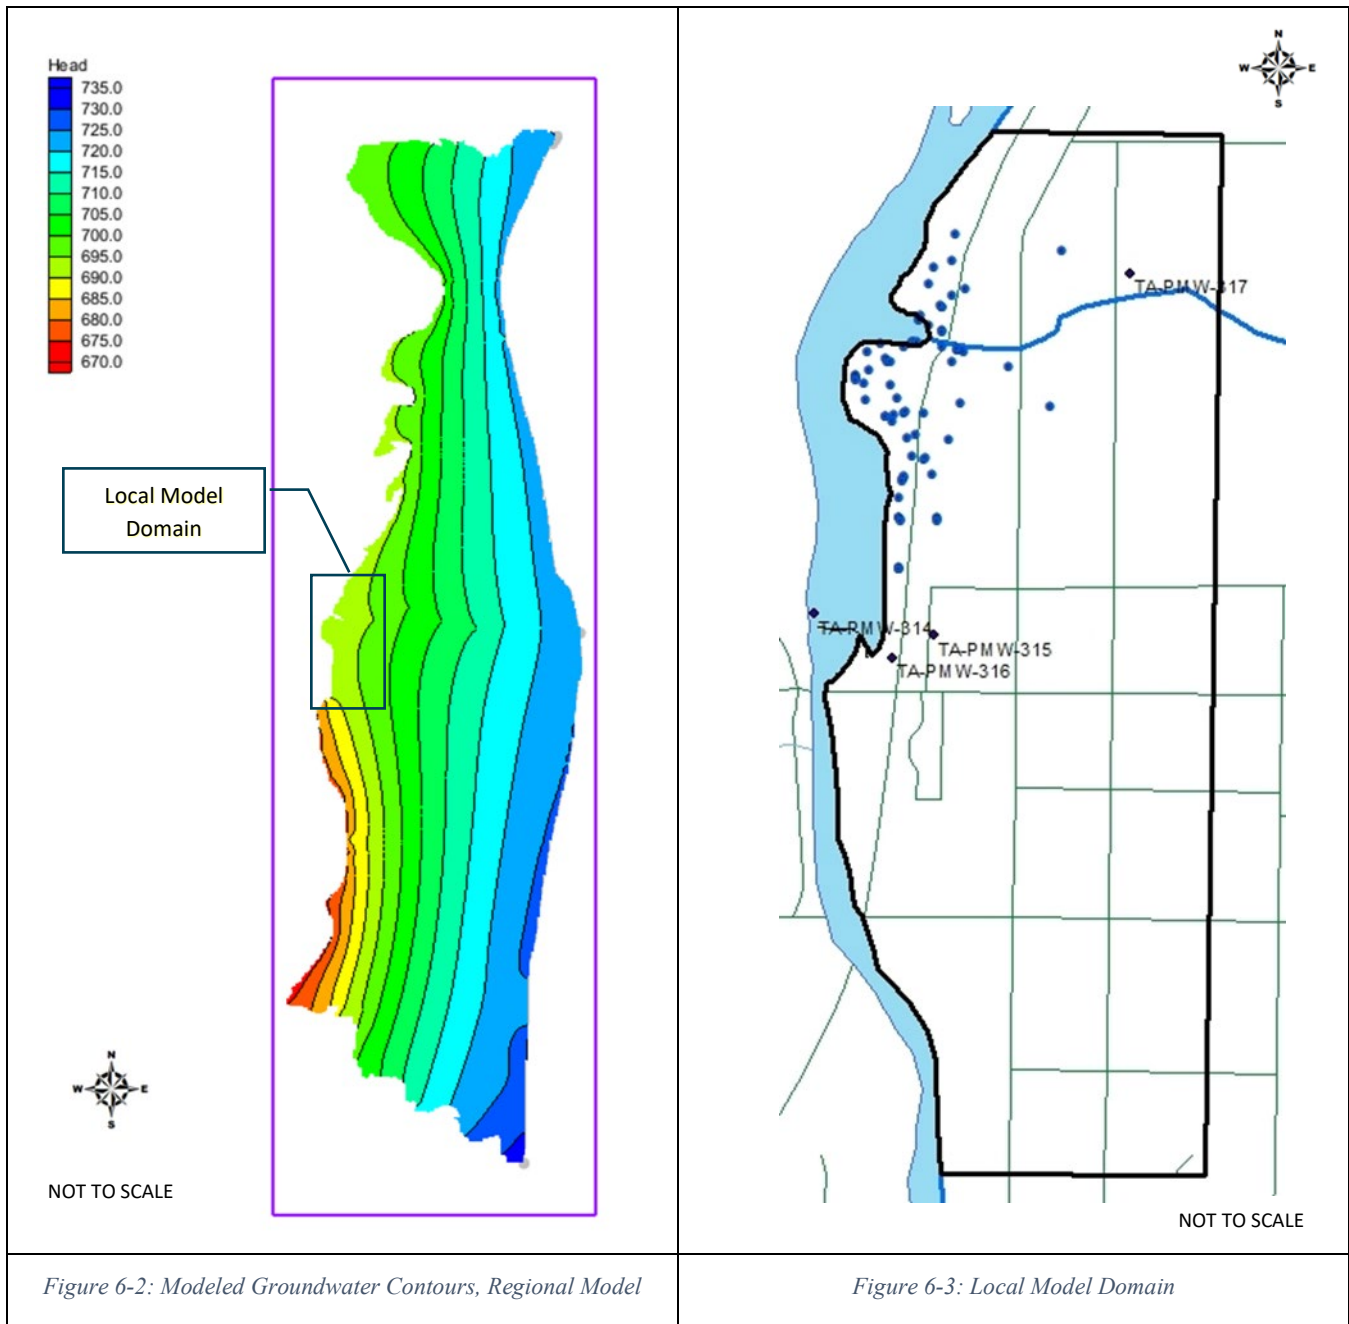 Head
735.0
730.0
725.0
720.0
715.0
710.0
705.0
700.0
695.0
690.0
685.0
680.0
675.0
670.0
Local Model
Domain
N
W E
S
NOT TO SCALE
Figure 6-2: Modeled Groundwater Contours, Regional Model
N
W E
S
TA-PMW-317
TA-PMW-314
TA-PMW-315
TA-PMW-316
NOT TO SCALE
Figure 6-3: Local Model Domain